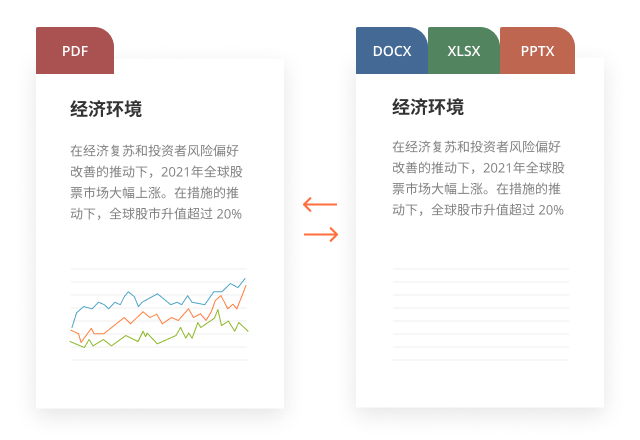 PDF
经济环境
在经济复苏和投资者风险偏好
改善的推动下，2021年全球股
票市场大幅上涨。在措施的推
动下，全球股市升值超过 20%
DOCX XLSX PPTX
经济环境
在经济复苏和投资者风险偏好
改善的推动下，2021年全球股
票市场大幅上涨。在措施的推
动下，全球股市升值超过 20%